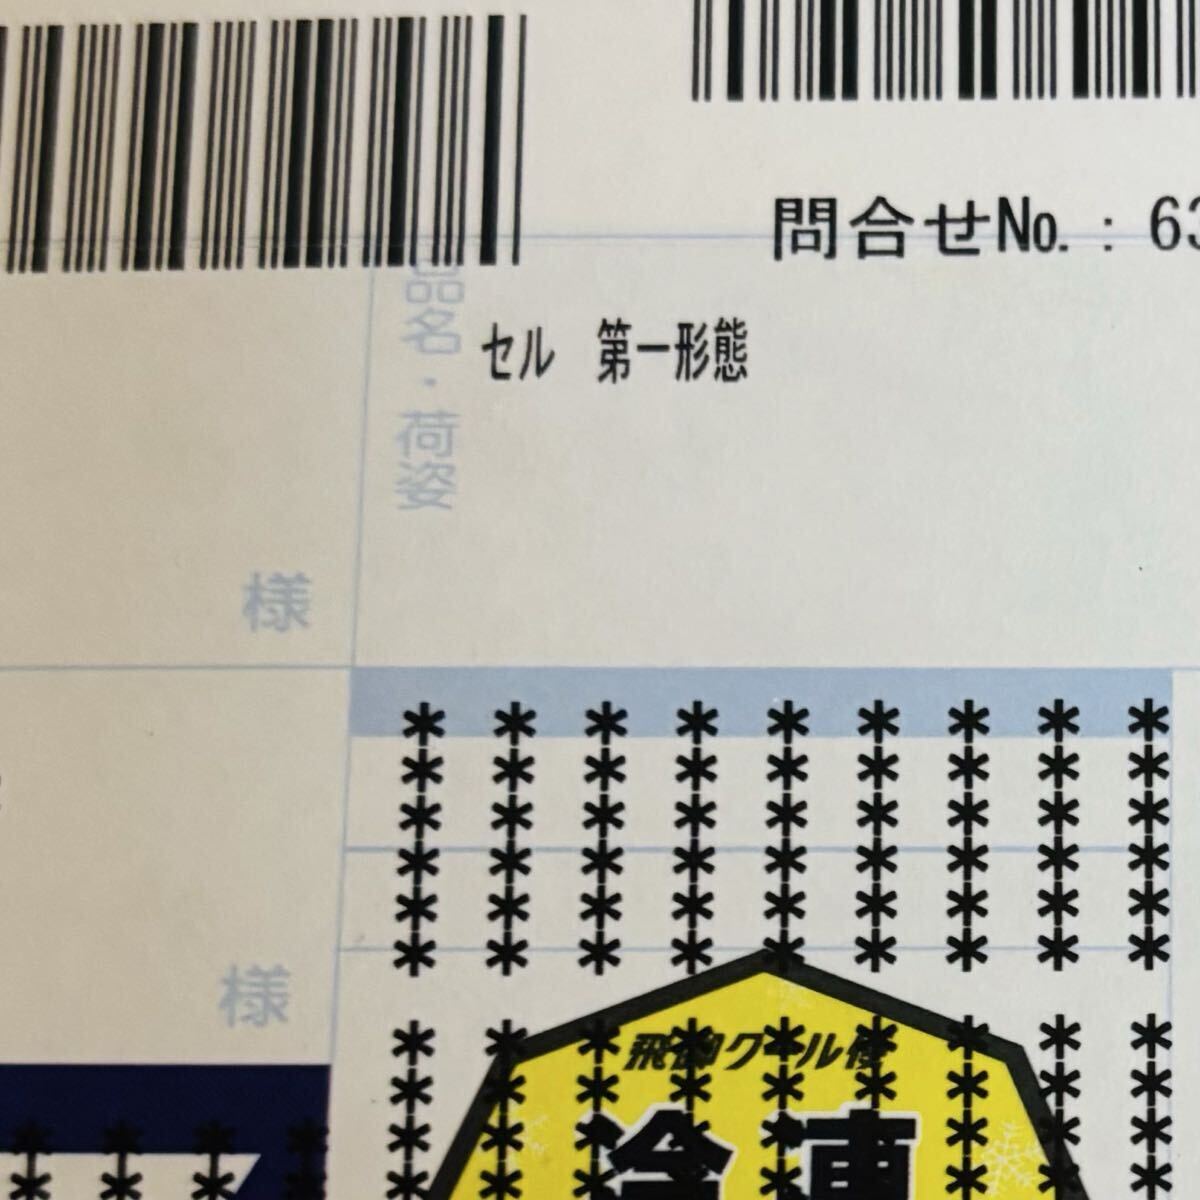 問合せNo.：63
品名・荷姿
セル　第一形態
様
様
飛脚クール便
冷凍